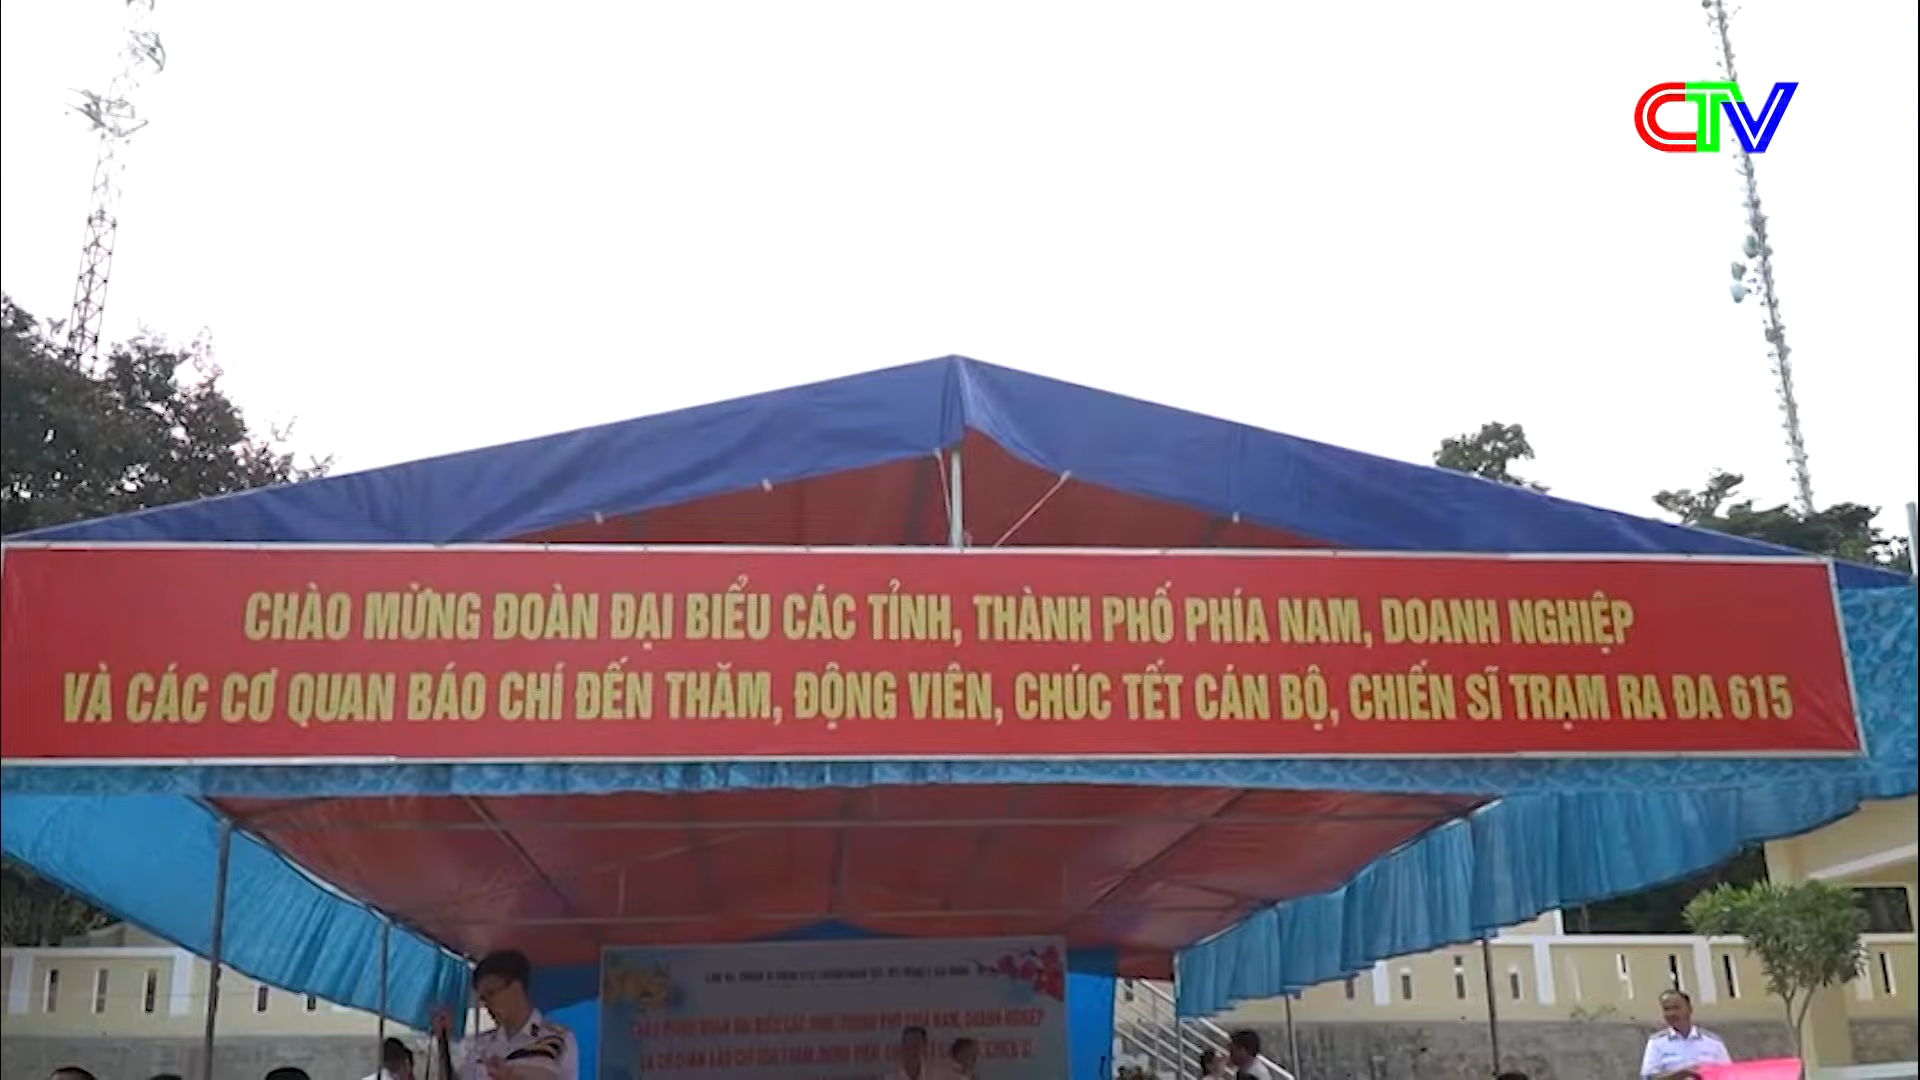 CTV
CHÀO MỪNG ĐOÀN ĐẠI BIỂU CÁC TỈNH, THÀNH PHỐ PHÍA NAM, DOANH NGHIỆP
VÀ CÁC CƠ QUAN BÁO CHÍ ĐẾN THĂM, ĐỘNG VIÊN, CHÚC TẾT CÁN BỘ, CHIẾN SĨ TRẠM RA ĐA 615